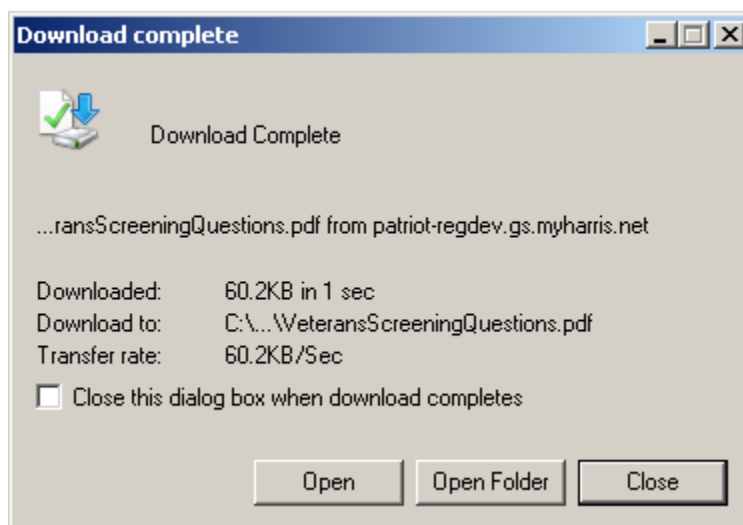 Download complete
Download Complete
...ransScreeningQuestions.pdf from patriot-regdev.gs.myharris.net
Downloaded: 60.2KB in 1 sec
Download to: C:\...\VeteransScreeningQuestions.pdf
Transfer rate: 60.2KB/Sec
Close this dialog box when download completes
Open Open Folder Close